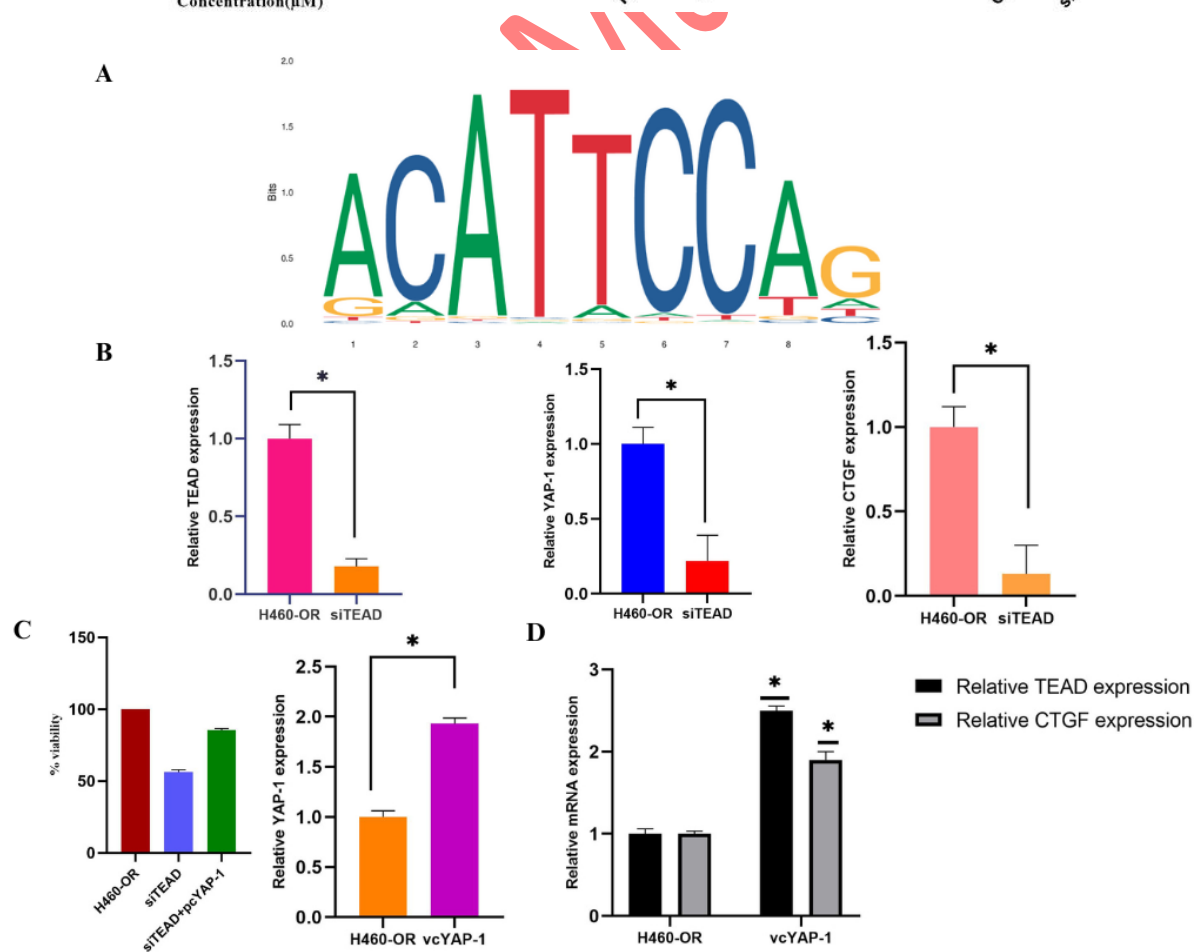 Concentration(µM)
A
2.0
1.5
1.0
0.5
0.0
Bits
ACATTCCAG
1 2 3 4 5 6 7 8
B
Relative TEAD expression
1.5
1.0
0.5
0.0
*
H460-OR siTEAD
Relative YAP-1 expression
1.5
1.0
0.5
0.0
*
H460-OR siTEAD
Relative CTGF expression
1.5
1.0
0.5
0.0
*
H460-OR siTEAD
C
% viability
150
100
50
0
H460-OR
siTEAD
siTEAD+pcYAP-1
Relative YAP-1 expression
2.5
2.0
1.5
1.0
0.5
0.0
*
H460-OR vcYAP-1
D
Relative mRNA expression
3
2
1
0
*
*
H460-OR vcYAP-1
Relative TEAD expression
Relative CTGF expression